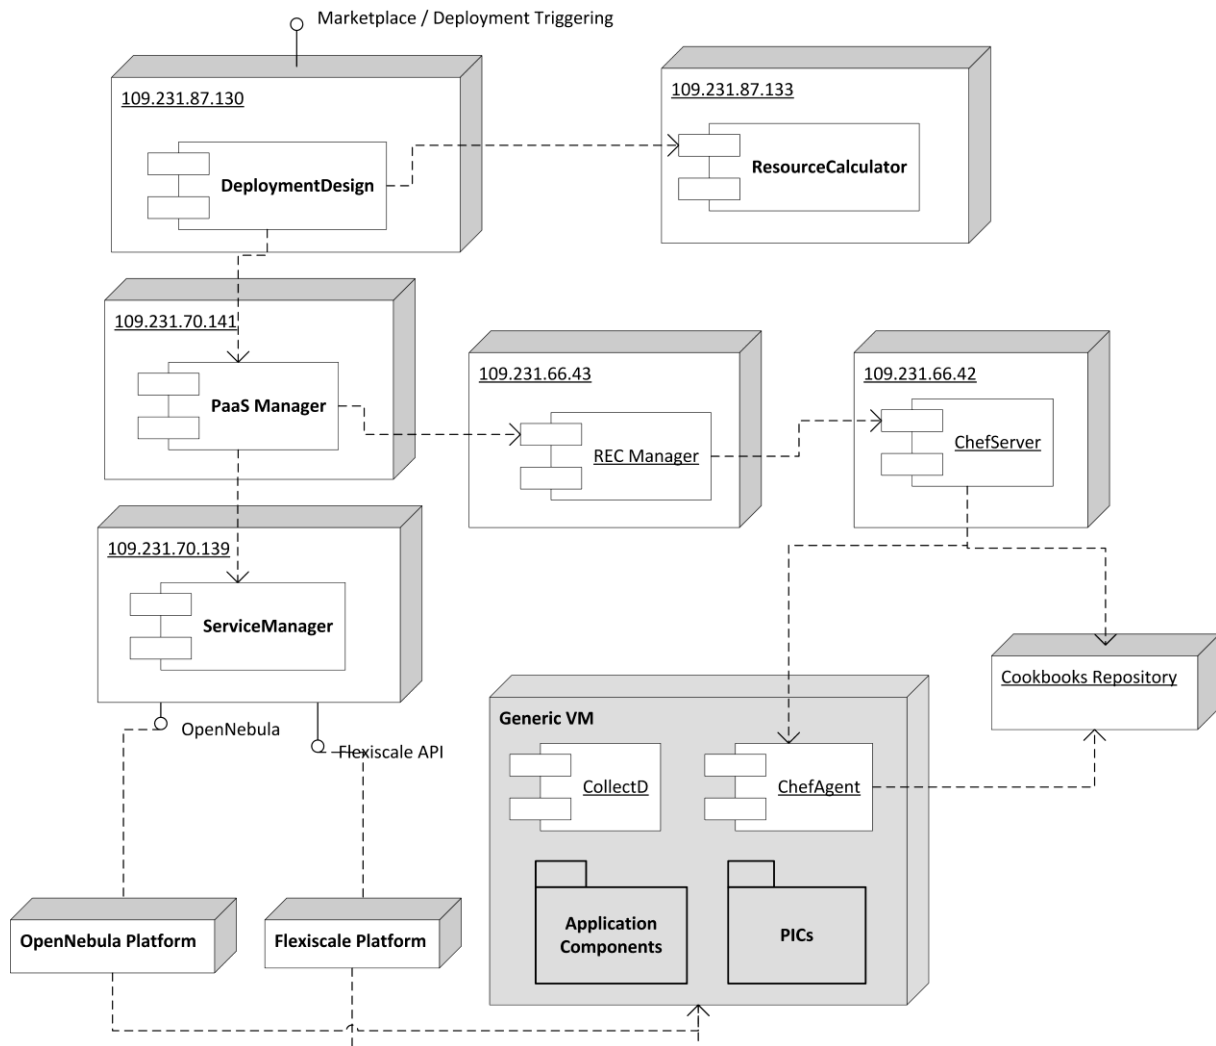 Marketplace / Deployment Triggering
109.231.87.130
DeploymentDesign
109.231.87.133
ResourceCalculator
109.231.70.141
PaaS Manager
109.231.66.43
REC Manager
109.231.66.42
ChefServer
109.231.70.139
ServiceManager
OpenNebula
Flexiscale API
Cookbooks Repository
Generic VM
CollectD
ChefAgent
Application
Components
PICs
OpenNebula Platform
Flexiscale Platform